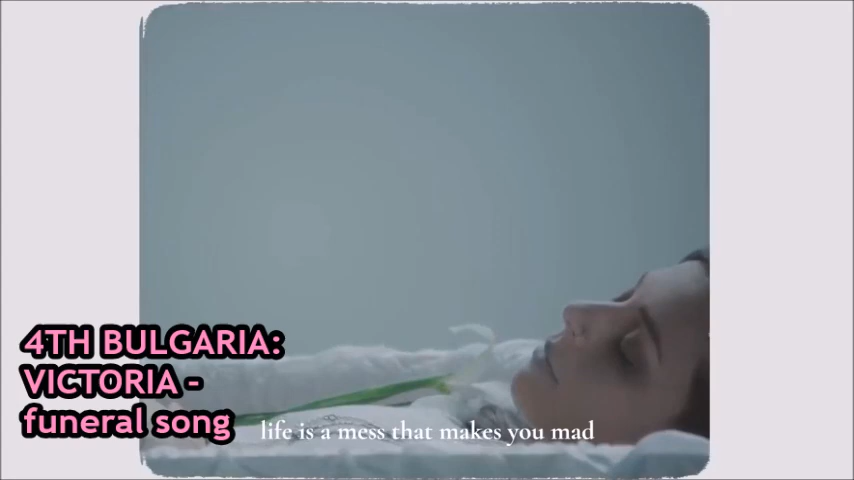 4TH BULGARIA:
VICTORIA -
funeral song
life is a mess that makes you mad